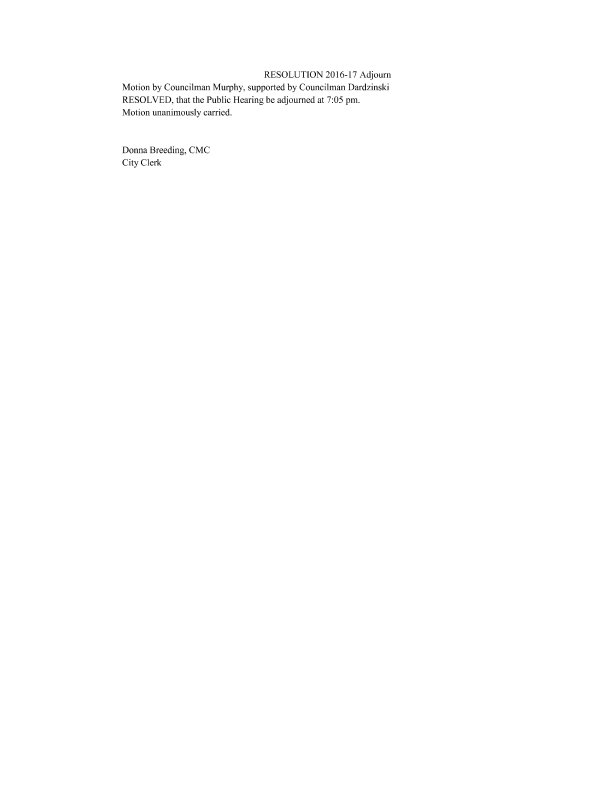 RESOLUTION 2016-17 Adjourn
Motion by Councilman Murphy, supported by Councilman Dardzinski
RESOLVED, that the Public Hearing be adjourned at 7:05 pm.
Motion unanimously carried.
Donna Breeding, CMC
City Clerk